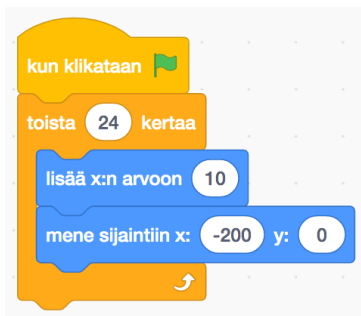 kun klikataan
toista 24 kertaa
lisää x:n arvoon 10
mene sijaintiin x: -200 y: 0